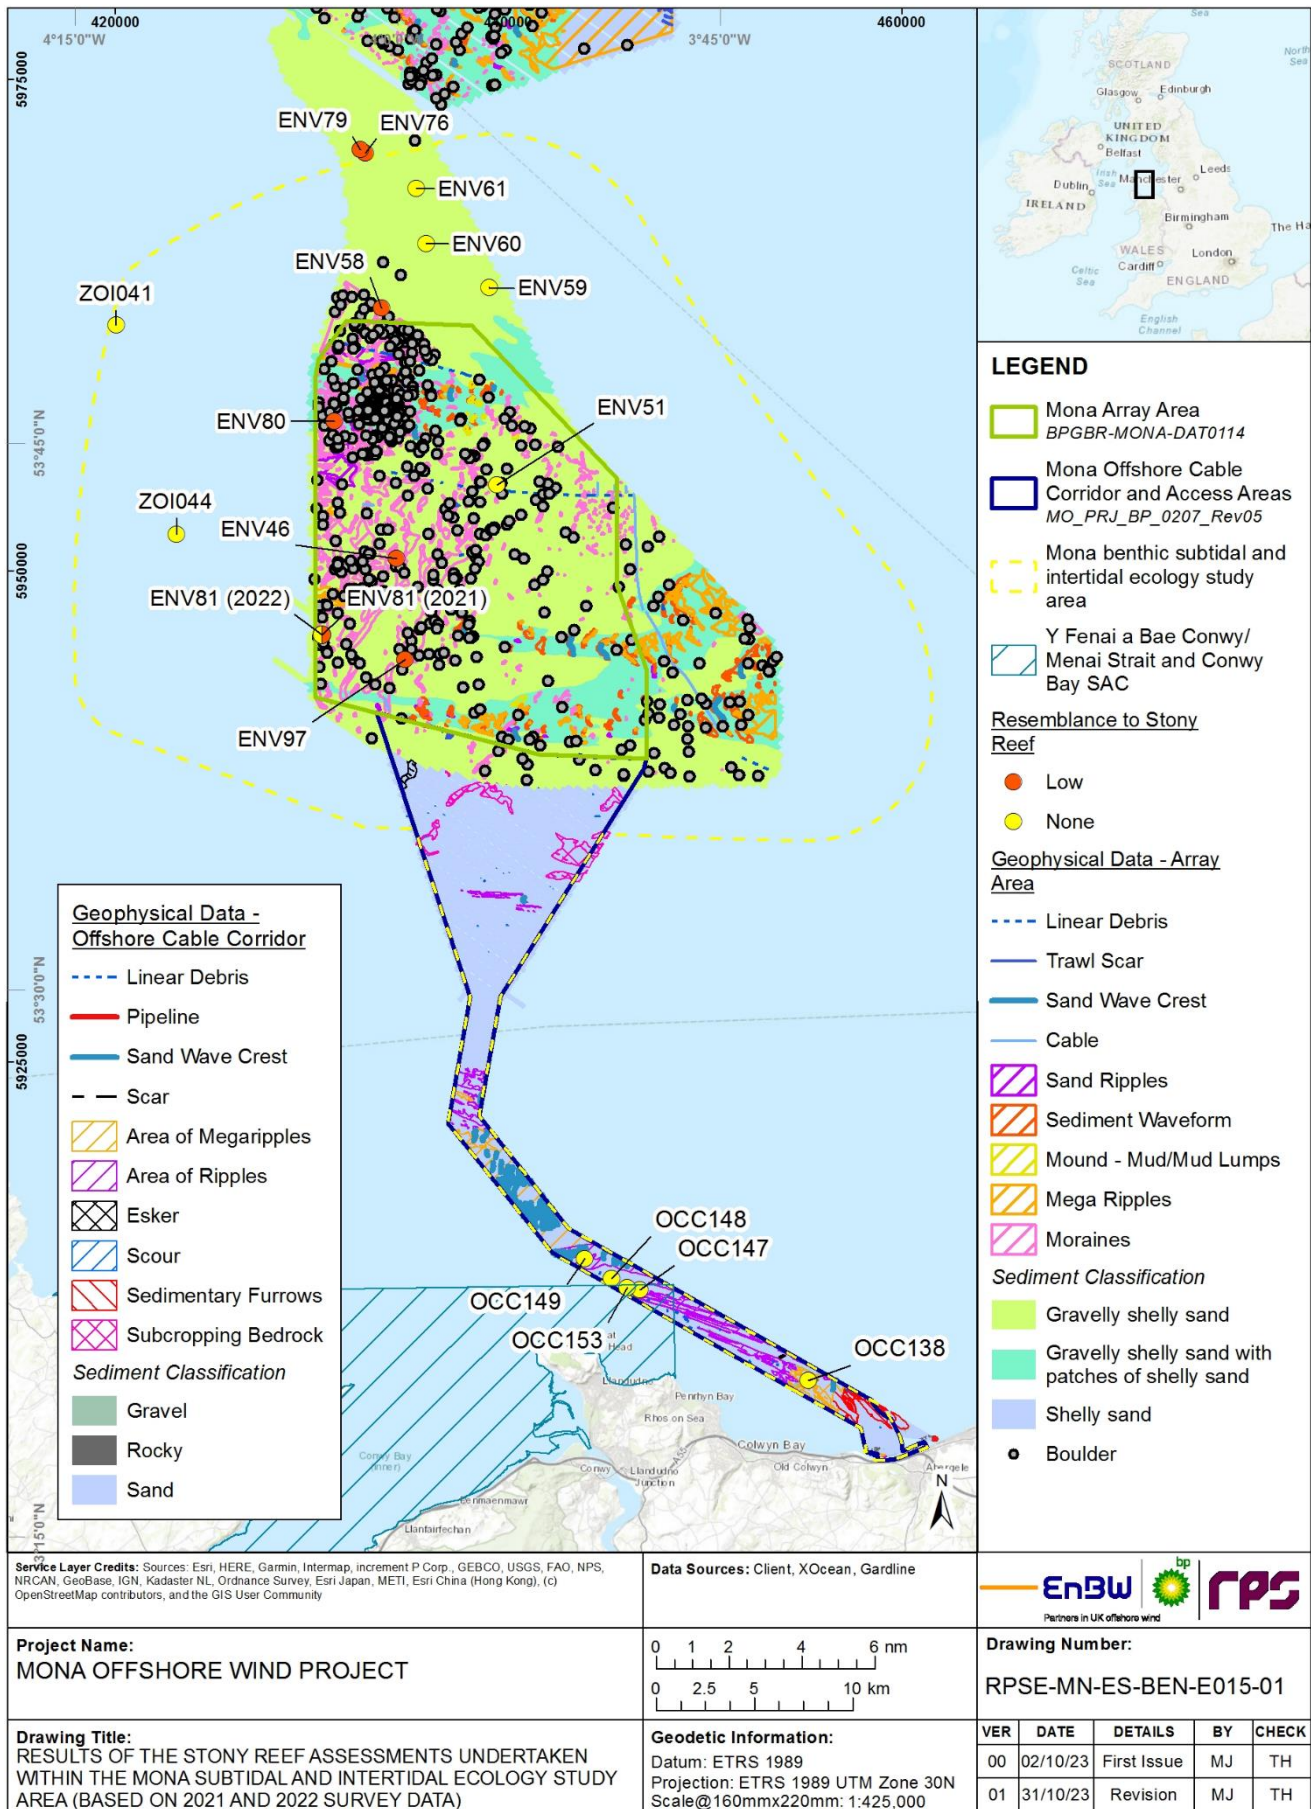 420000
440000
460000
4°15'0"W
3°45'0"W
5975000
5950000
5925000
53°45'0"N
53°30'0"N
53°15'0"N
ENV79
ENV76
ENV61
ENV60
ENV58
ENV59
ZOI041
ENV80
ENV51
ZOI044
ENV46
ENV81 (2022)
ENV81 (2021)
ENV97
OCC148
OCC147
OCC149
OCC153
OCC138
Head
Llandudno
Penrhyn Bay
Rhos on Sea
Colwyn Bay
Old Colwyn
Abergele
A55
Conwy Bay
(Inner)
Conwy
Llandudno
Junction
Penmaenmawr
Llanfairfechan
N
Geophysical Data -
Offshore Cable Corridor
Linear Debris
Pipeline
Sand Wave Crest
Scar
Area of Megaripples
Area of Ripples
Esker
Scour
Sedimentary Furrows
Subcropping Bedrock
Sediment Classification
Gravel
Rocky
Sand
Sea
North
Sea
SCOTLAND
Glasgow
Edinburgh
UNITED
KINGDOM
Belfast
Irish
Sea
Manchester
Leeds
Dublin
IRELAND
Birmingham
The Ha
WALES
Cardiff
London
ENGLAND
Celtic
Sea
English
Channel
LEGEND
Mona Array Area
BPGBR-MONA-DAT0114
Mona Offshore Cable
Corridor and Access Areas
MO_PRJ_BP_0207_Rev05
Mona benthic subtidal and
intertidal ecology study
area
Y Fenai a Bae Conwy/
Menai Strait and Conwy
Bay SAC
Resemblance to Stony
Reef
Low
None
Geophysical Data - Array
Area
Linear Debris
Trawl Scar
Sand Wave Crest
Cable
Sand Ripples
Sediment Waveform
Mound - Mud/Mud Lumps
Mega Ripples
Moraines
Sediment Classification
Gravelly shelly sand
Gravelly shelly sand with
patches of shelly sand
Shelly sand
Boulder
Service Layer Credits: Sources: Esri, HERE, Garmin, Intermap, increment P Corp., GEBCO, USGS, FAO, NPS,
NRCAN, GeoBase, IGN, Kadaster NL, Ordnance Survey, Esri Japan, METI, Esri China (Hong Kong), (c)
OpenStreetMap contributors, and the GIS User Community
Data Sources: Client, XOcean, Gardline
EnBW
bp
Partners in UK offshore wind
rps
Project Name:
MONA OFFSHORE WIND PROJECT
0 1 2 4 6 nm
0 2.5 5 10 km
Drawing Number:
RPSE-MN-ES-BEN-E015-01
Drawing Title:
RESULTS OF THE STONY REEF ASSESSMENTS UNDERTAKEN
WITHIN THE MONA SUBTIDAL AND INTERTIDAL ECOLOGY STUDY
AREA (BASED ON 2021 AND 2022 SURVEY DATA)
Geodetic Information:
Datum: ETRS 1989
Projection: ETRS 1989 UTM Zone 30N
Scale@160mmx220mm: 1:425,000
VER DATE DETAILS BY CHECK
00 02/10/23 First Issue MJ TH
01 31/10/23 Revision MJ TH